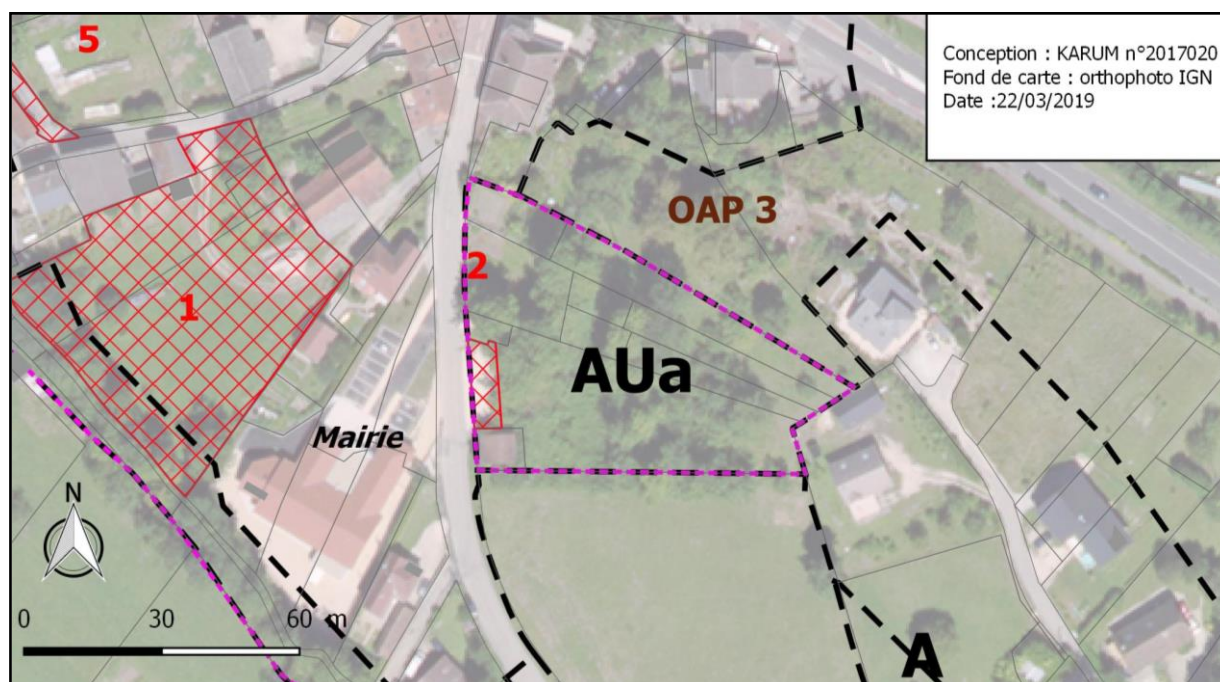 5
Conception : KARUM n°2017020
Fond de carte : orthophoto IGN
Date :22/03/2019
OAP 3
2
1
AUa
Mairie
N
0 30 60 m
A